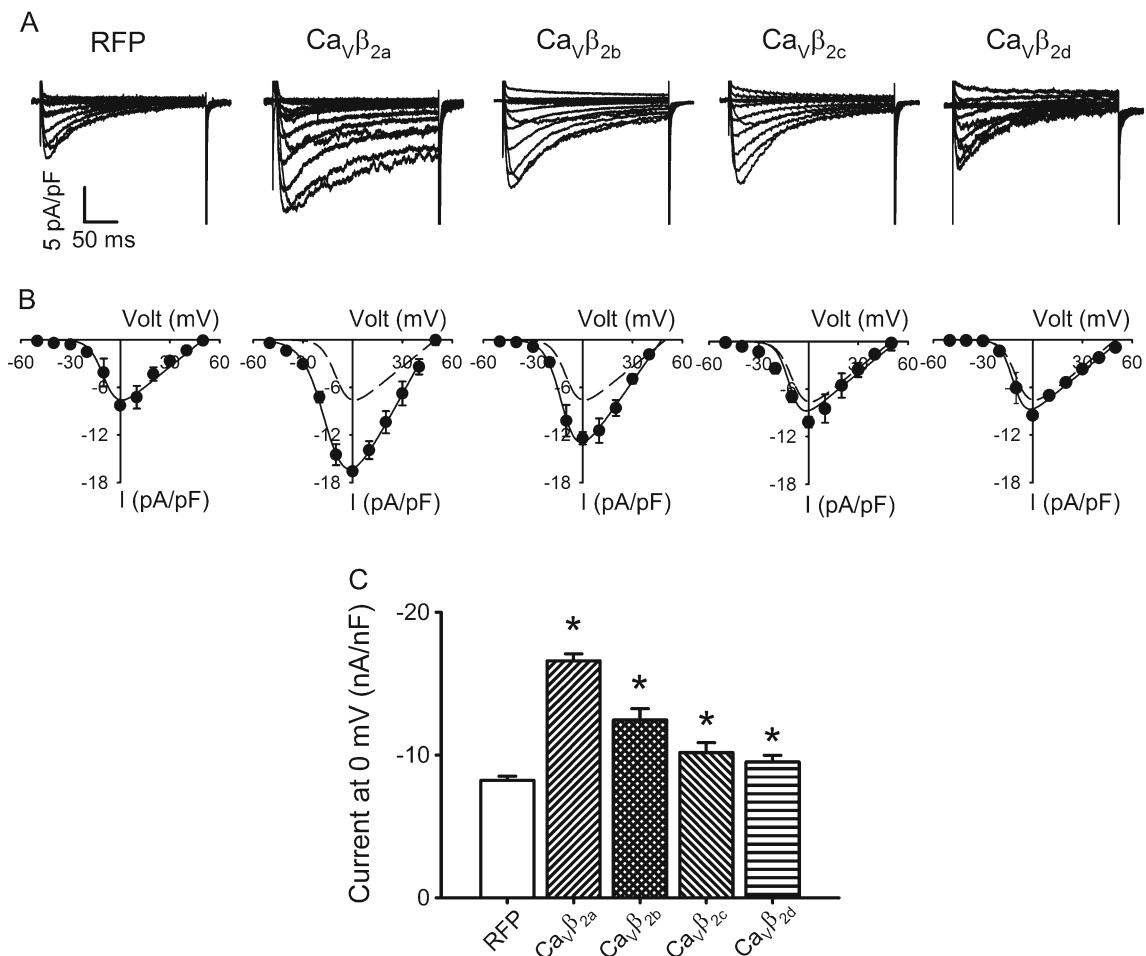 A
RFP
CaVβ2a
CaVβ2b
CaVβ2c
CaVβ2d
5 pA/pF
50 ms
B
Volt (mV) Volt (mV) Volt (mV) Volt (mV) Volt (mV)
-60 -30 30 60 -60 -30 30 60 -60 -30 30 60 -60 -30 30 60 -60 -30 30 60
-6 -6 -6 -6 -6
-12 -12 -12 -12 -12
-18 -18 -18 -18 -18
I (pA/pF) I (pA/pF) I (pA/pF) I (pA/pF) I (pA/pF)
C
Current at 0 mV (nA/nF)
-20
-10
0
* * * *
RFP
CaVβ2a
CaVβ2b
CaVβ2c
CaVβ2d